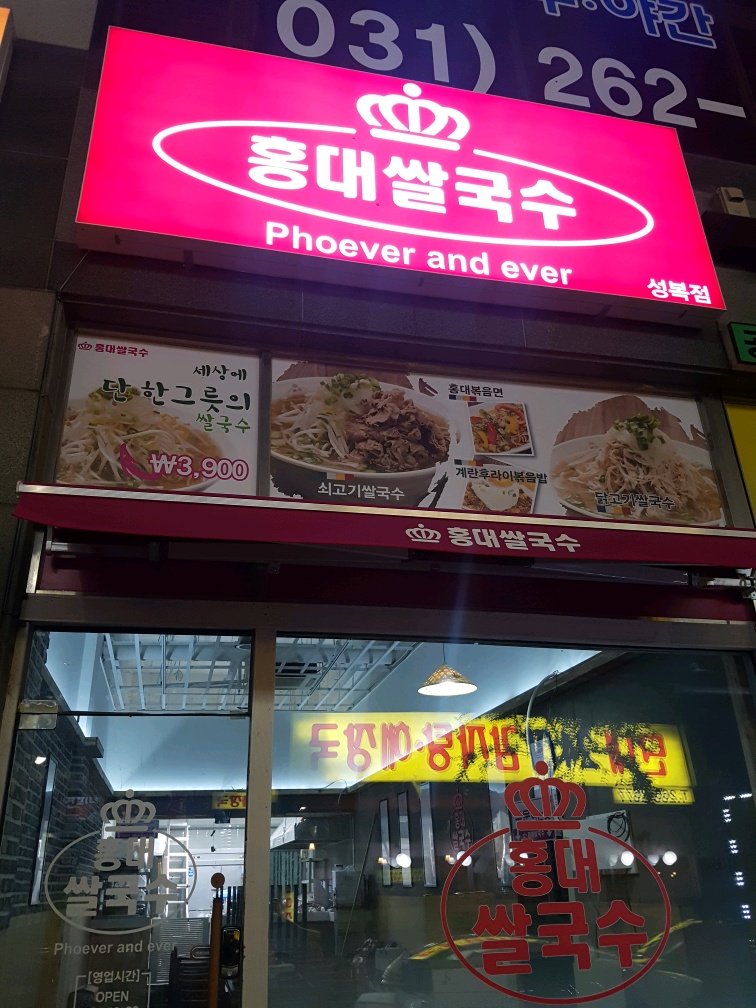 야간
031) 262-
홍대쌀국수
Phoever and ever
성복점
홍대쌀국수
세상에
단 한그릇의
쌀국수
₩3,900
쇠고기쌀국수
홍대볶음면
계란후라이볶음밥
닭고기쌀국수
홍대쌀국수
홍대
쌀국수
Phoever and ever
[영업시간]
OPEN
홍대
쌀국수